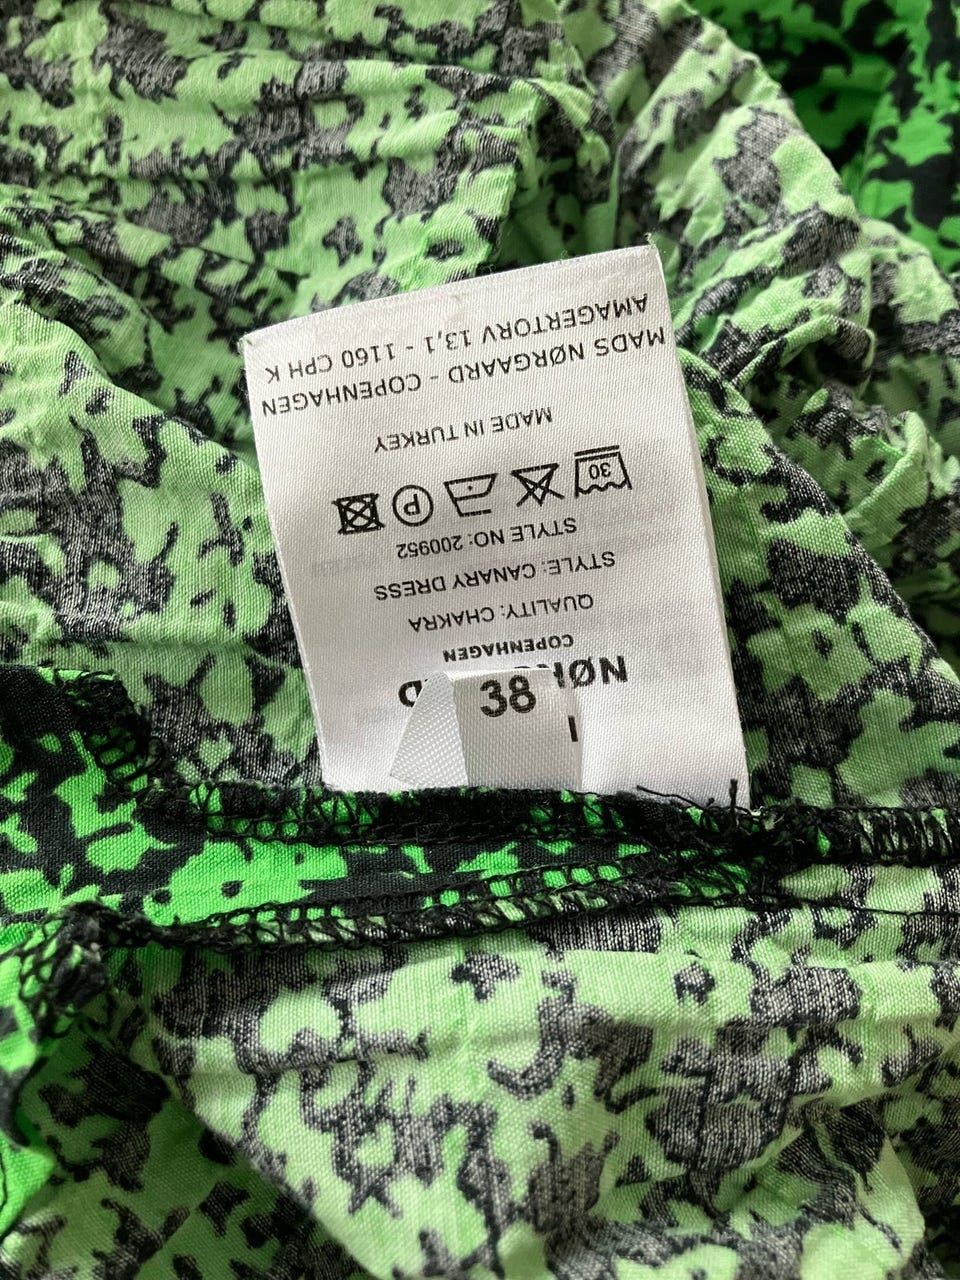 38
COPENHAGEN
QUALITY: CHAKRA
STYLE: CANARY DRESS
STYLE NO: 200952
30 P
MADE IN TURKEY
MADS NØRGAARD - COPENHAGEN
AMAGERTORV 13,1 - 1160 CPH K